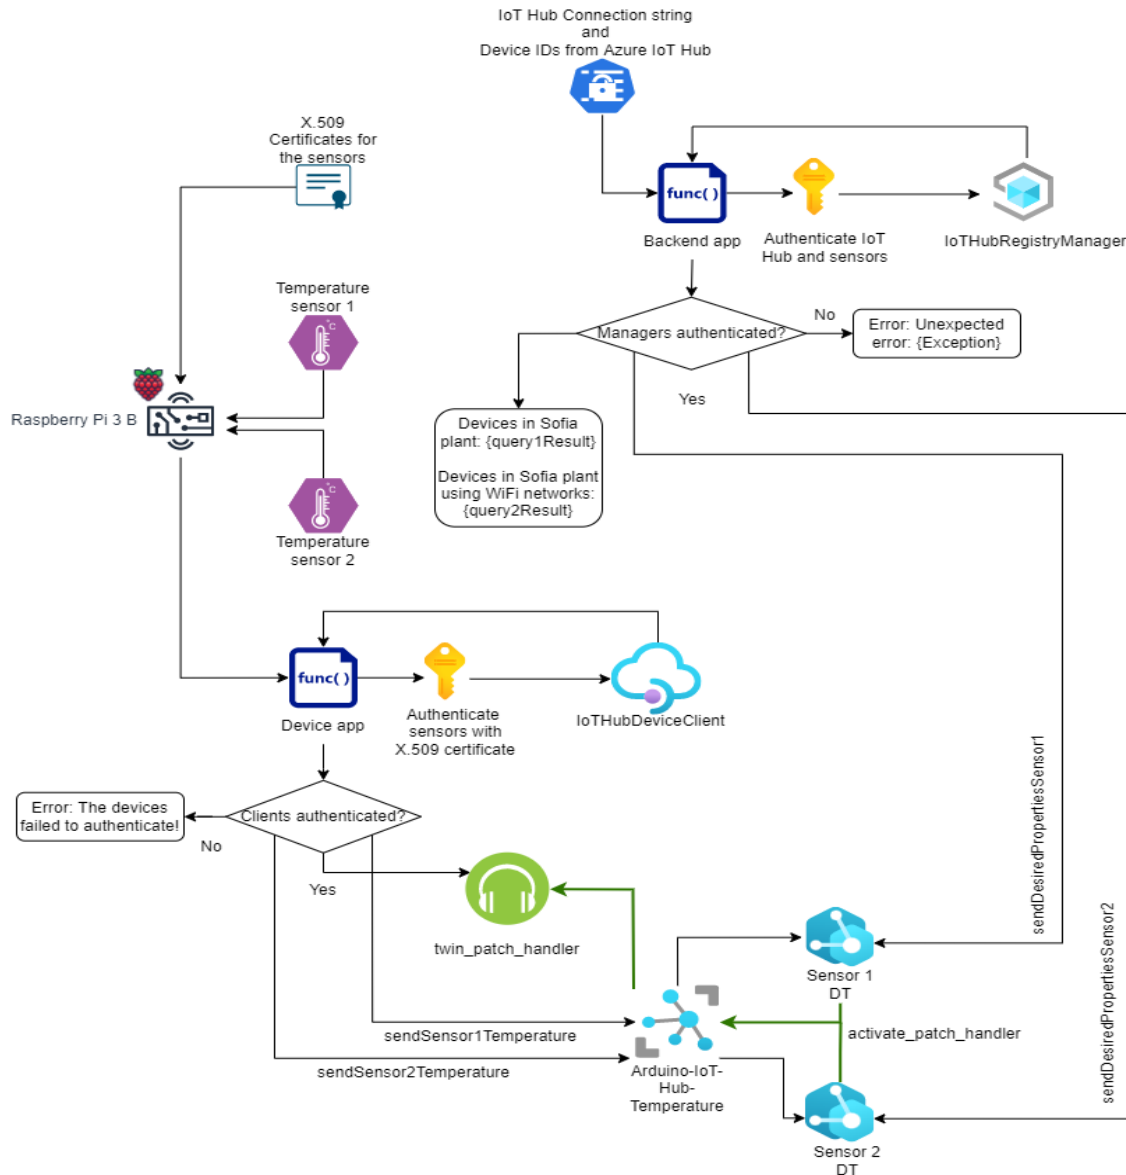 IoT Hub Connection string
and
Device IDs from Azure IoT Hub
X.509
Certificates for
the sensors
func( )
Backend app
Authenticate IoT
Hub and sensors
IoTHubRegistryManager
Temperature
sensor 1
°C
Managers authenticated?
No
Error: Unexpected
error: {Exception}
Yes
Raspberry Pi 3 B
Devices in Sofia
plant: {query1Result}
Devices in Sofia plant
using WiFi networks:
{query2Result}
°C
Temperature
sensor 2
func( )
Device app
Authenticate
sensors with
X.509 certificate
IoTHubDeviceClient
sendDesiredPropertiesSensor1
Error: The devices
failed to authenticate!
Clients authenticated?
No
Yes
twin_patch_handler
sendDesiredPropertiesSensor2
Sensor 1
DT
sendSensor1Temperature
activate_patch_handler
sendSensor2Temperature
Arduino-IoT-
Hub-
Temperature
Sensor 2
DT